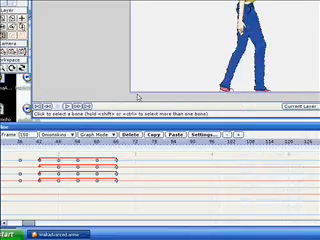 Layer
Camera
Workspace
Current Layer
Click to select a bone (hold <shift> or <ctrl> to select more than one bone).
Frame 150 Onionskins Graph Mode Delete Copy Paste Settings... - +
36 42 48 54 60 66 72 78 84 90 96 102 108 114 120 126
start walkadvanced.anme